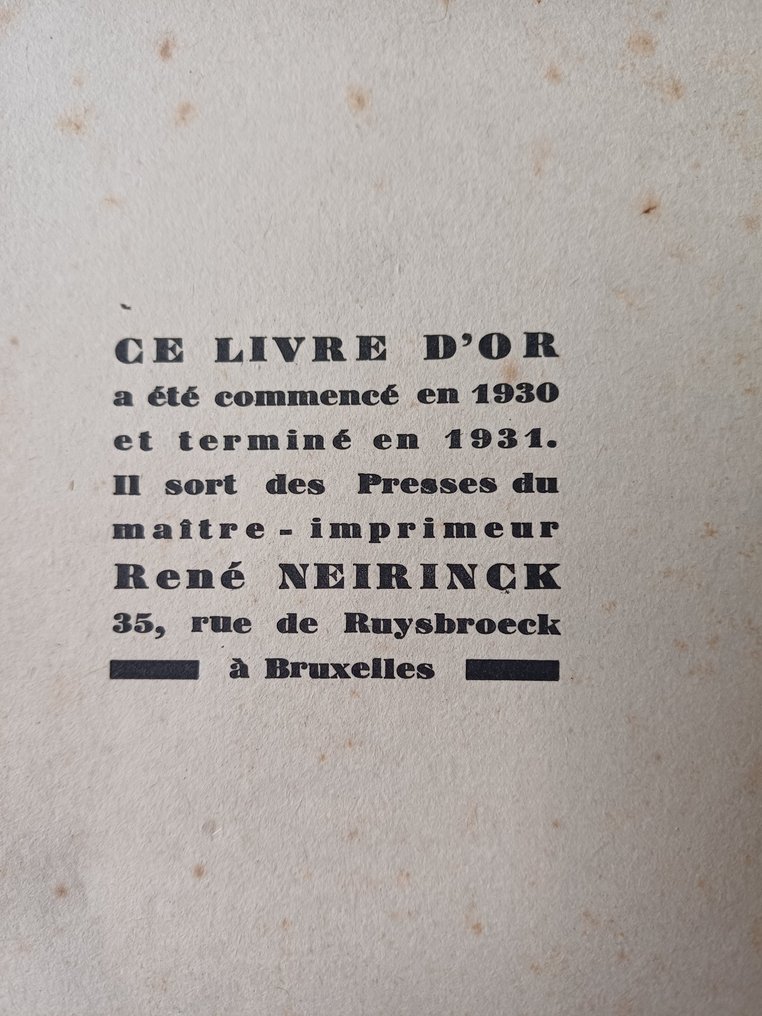 CE LIVRE D'OR
a été commencé en 1930
et terminé en 1931.
Il sort des Presses du
maître-imprimeur
René NEIRINCK
35, rue de Ruysbroeck
à Bruxelles